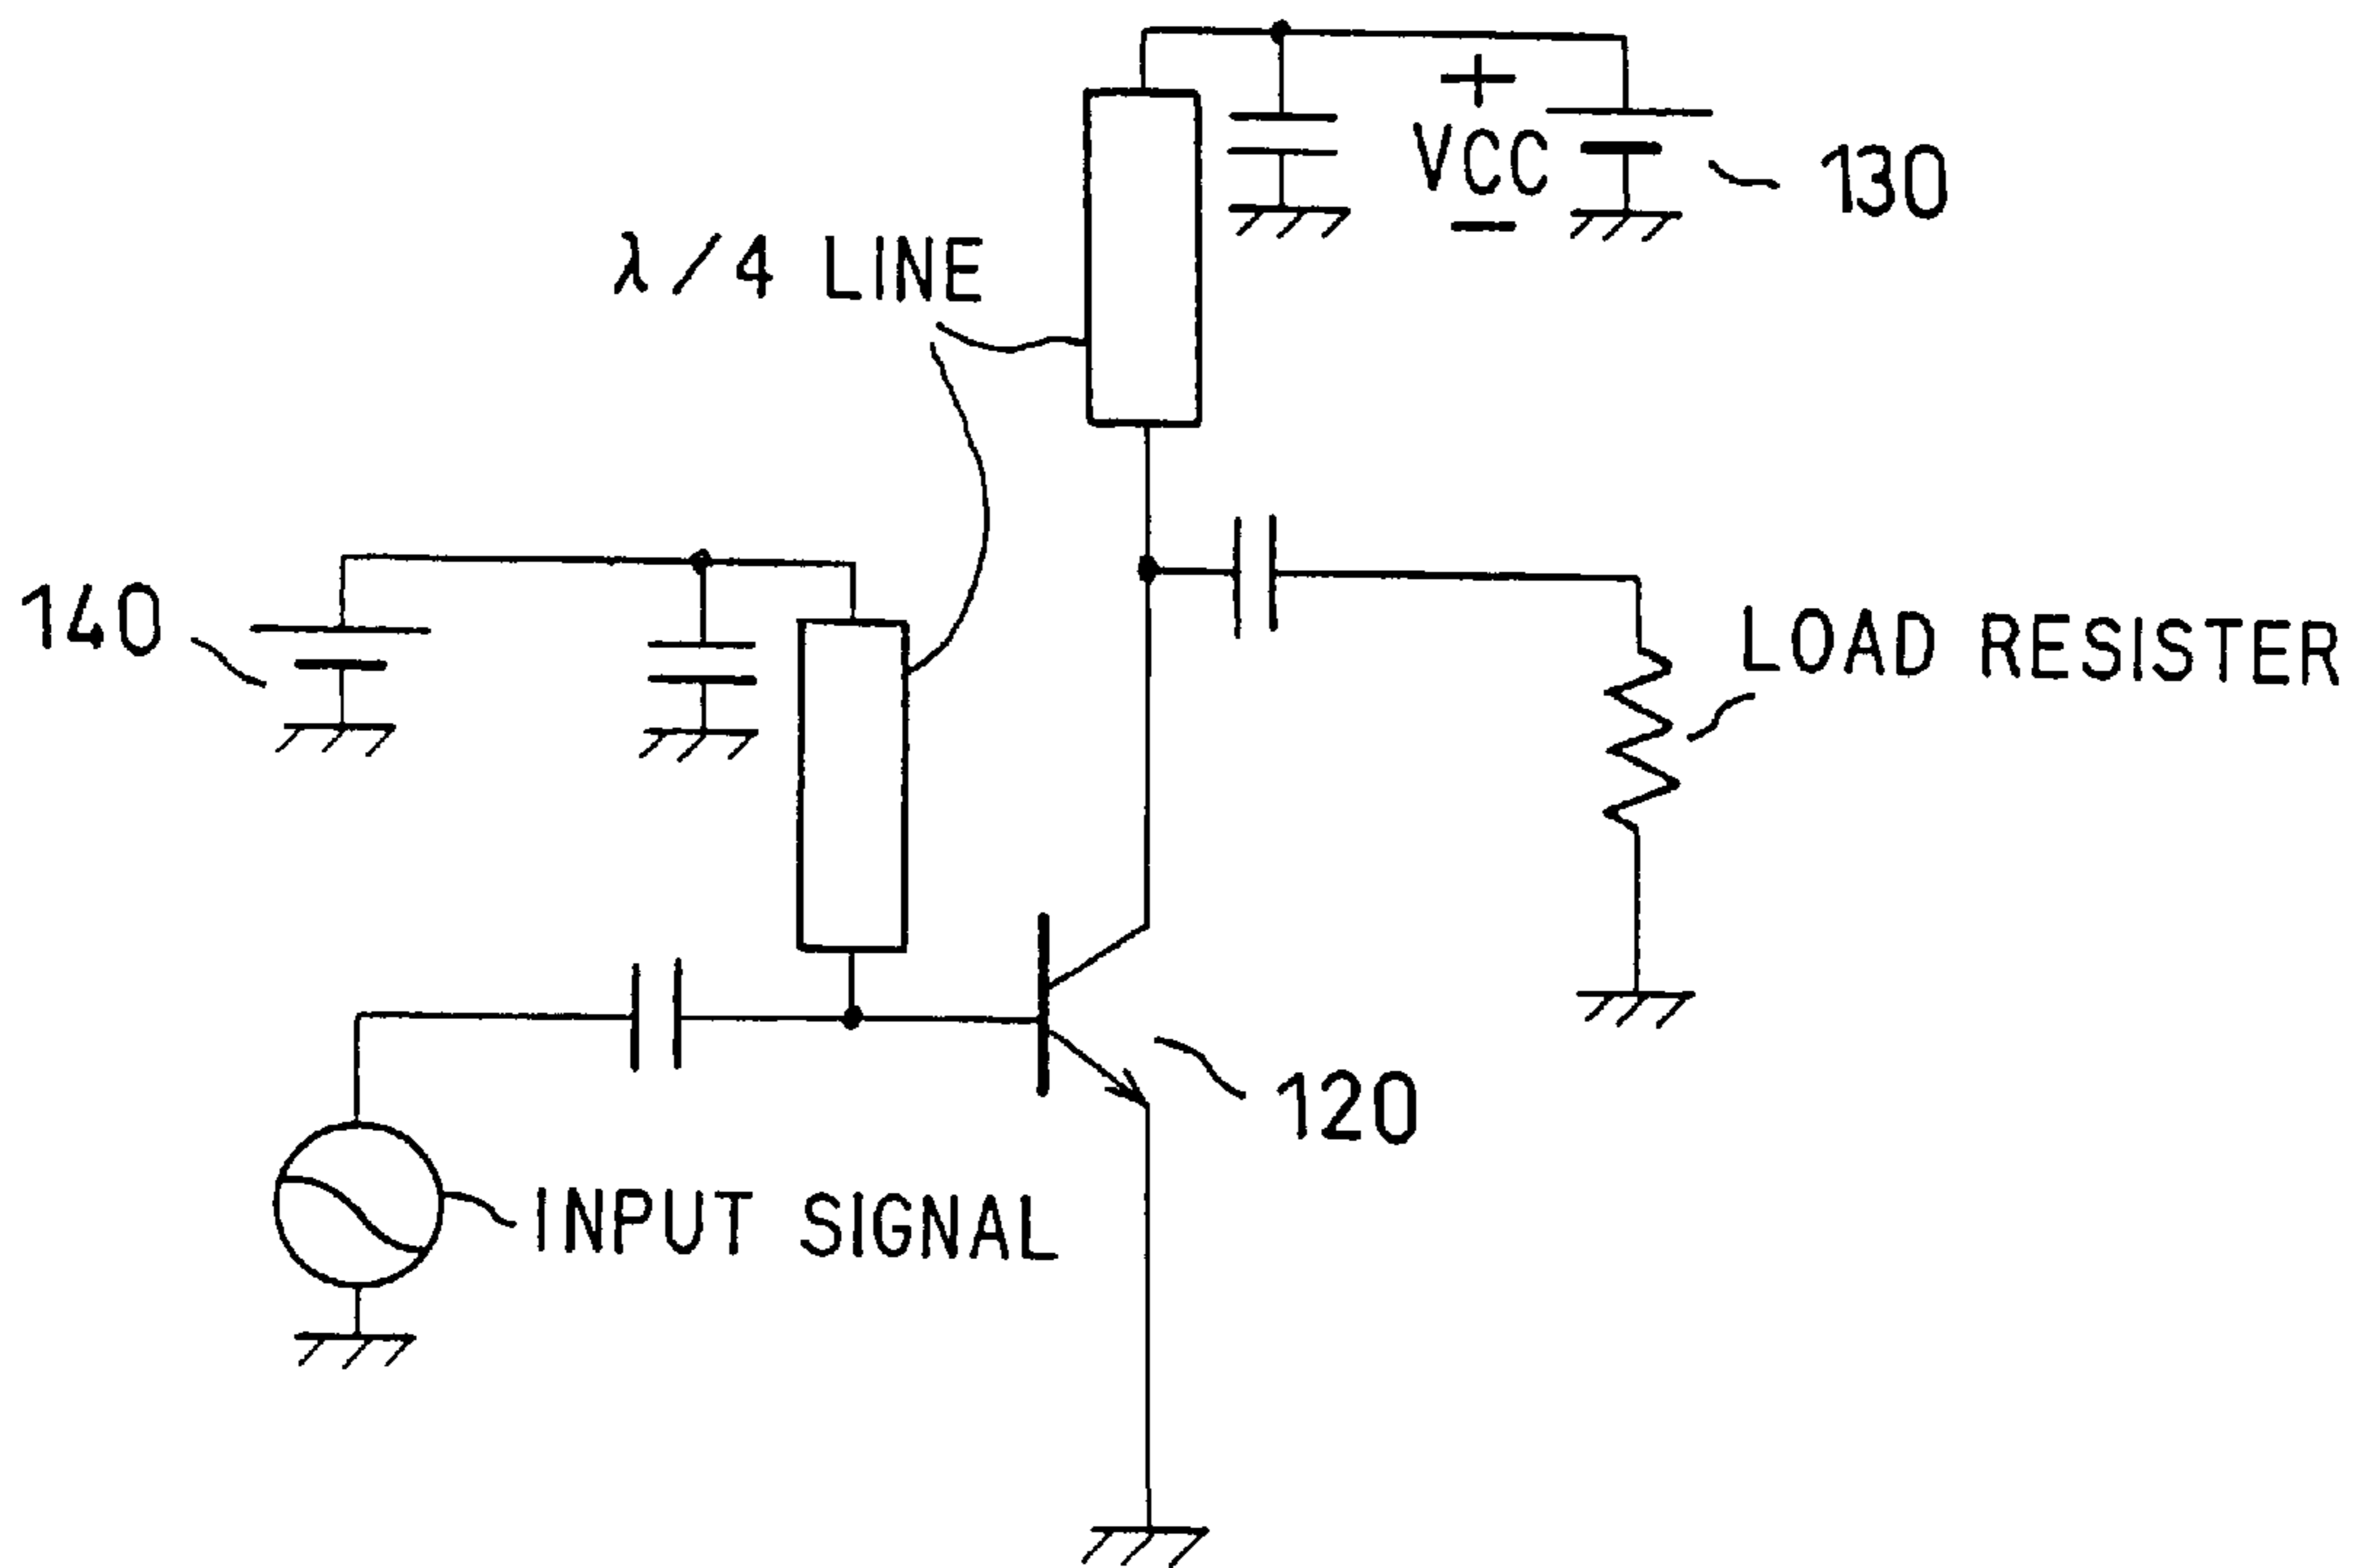 +
VCC
−
130
λ/4 LINE
140
LOAD RESISTER
120
INPUT SIGNAL